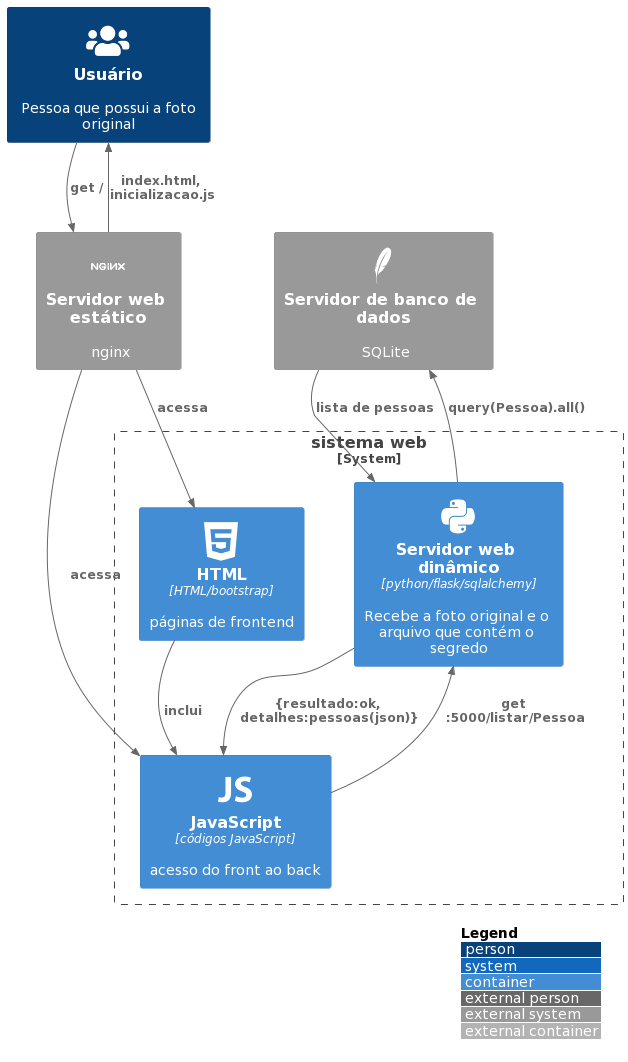 Usuário
Pessoa que possui a foto
original
get /
index.html,
inicializacao.js
NGINX
Servidor web
estático
nginx
Servidor de banco de
dados
SQLite
acessa
lista de pessoas
query(Pessoa).all()
sistema web
[System]
HTML
[HTML/bootstrap]
páginas de frontend
Servidor web
dinâmico
[python/flask/sqlalchemy]
Recebe a foto original e o
arquivo que contém o
segredo
acessa
inclui
{resultado:ok,
detalhes:pessoas(json)}
get
:5000/listar/Pessoa
JS
JavaScript
[códigos JavaScript]
acesso do front ao back
Legend
person
system
container
external person
external system
external container